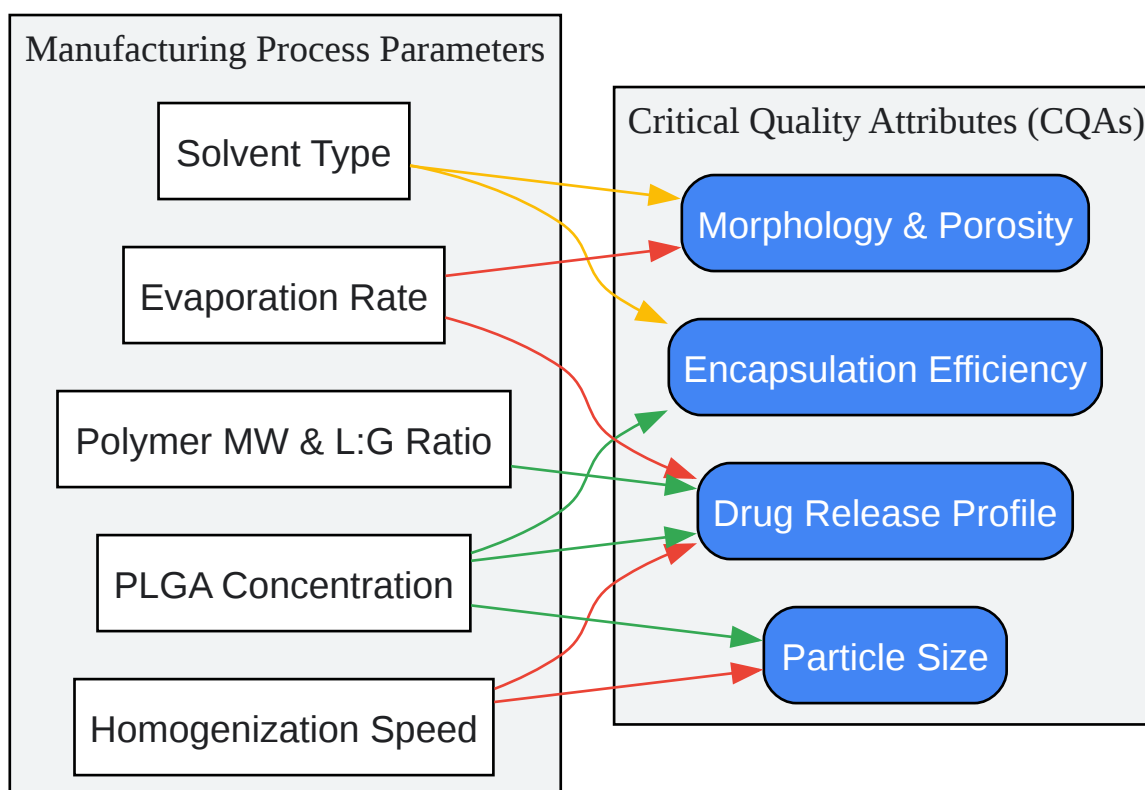 Manufacturing Process Parameters
Solvent Type
Evaporation Rate
Polymer MW & L:G Ratio
PLGA Concentration
Homogenization Speed
Critical Quality Attributes (CQAs)
Morphology & Porosity
Encapsulation Efficiency
Drug Release Profile
Particle Size